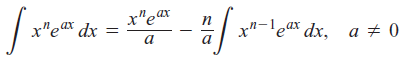 ∫ xⁿeᵃˣ dx = xⁿeᵃˣ / a − n/a ∫ xⁿ⁻¹eᵃˣ dx, a ≠ 0